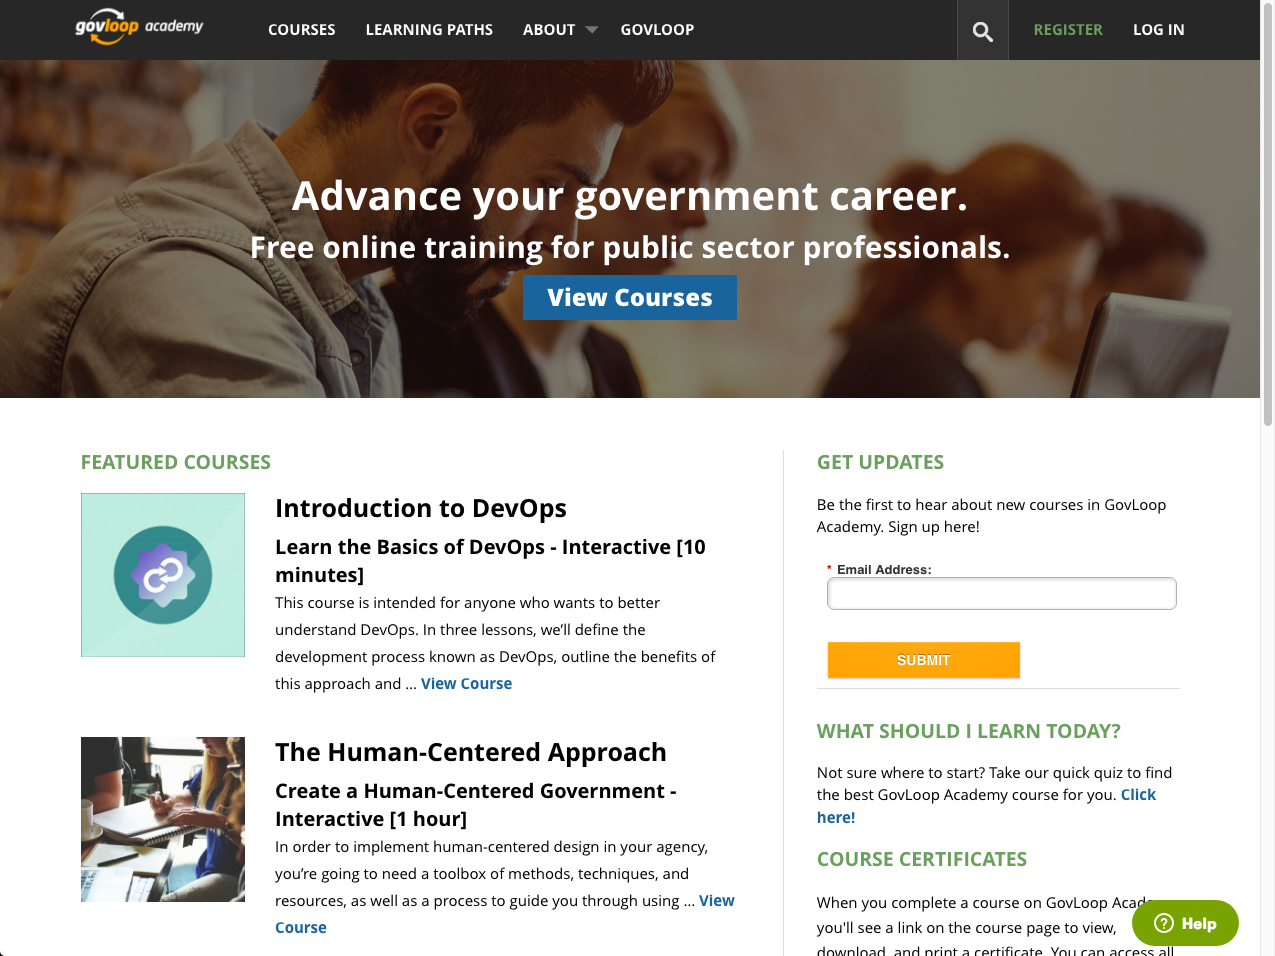 govloop academy
COURSES
LEARNING PATHS
ABOUT
GOVLOOP
REGISTER
LOG IN
Advance your government career.
Free online training for public sector professionals.
View Courses
FEATURED COURSES
Introduction to DevOps
Learn the Basics of DevOps - Interactive [10
minutes]
This course is intended for anyone who wants to better
understand DevOps. In three lessons, we’ll define the
development process known as DevOps, outline the benefits of
this approach and ... View Course
The Human-Centered Approach
Create a Human-Centered Government -
Interactive [1 hour]
In order to implement human-centered design in your agency,
you’re going to need a toolbox of methods, techniques, and
resources, as well as a process to guide you through using ... View
Course
GET UPDATES
Be the first to hear about new courses in GovLoop
Academy. Sign up here!
* Email Address:
SUBMIT
WHAT SHOULD I LEARN TODAY?
Not sure where to start? Take our quick quiz to find
the best GovLoop Academy course for you. Click
here!
COURSE CERTIFICATES
When you complete a course on GovLoop
you'll see a link on the course page to view,
download, and print a certificate. You can access all
Help